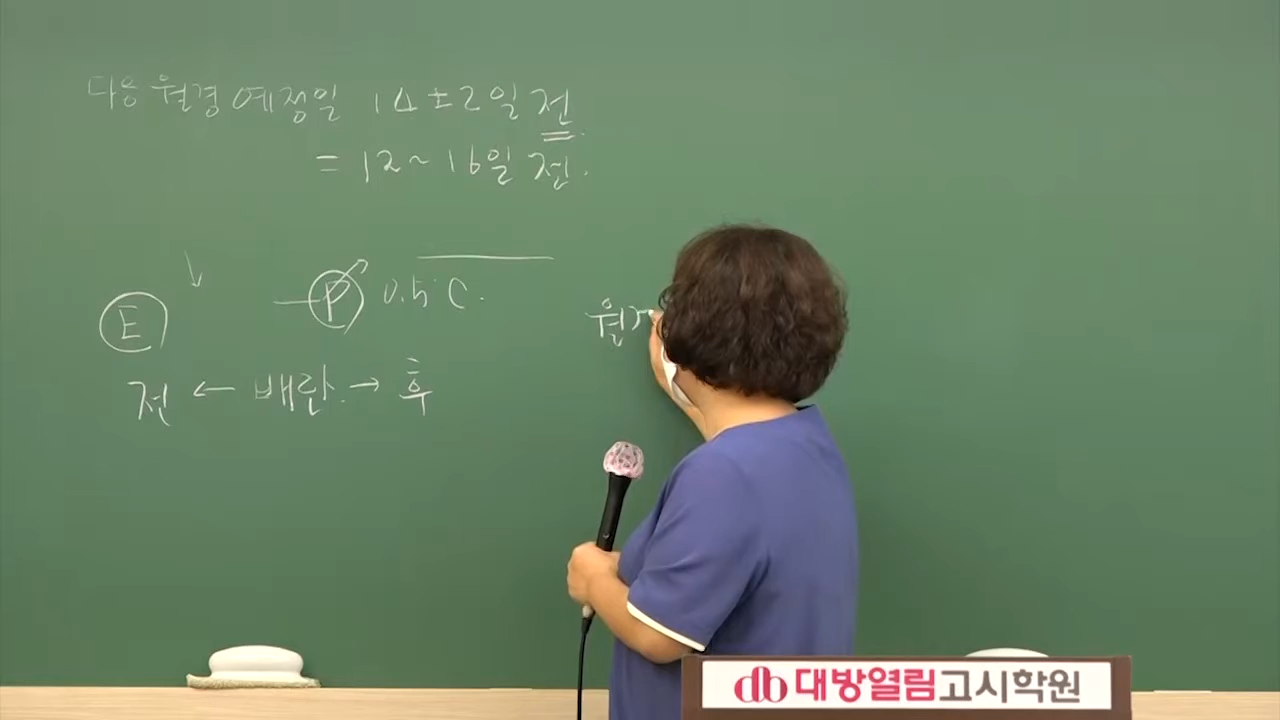 다음 월경 예정일 14±2일 전
= 12~16일 전.
E
P 0.5℃.
전 ← 배란. → 후
월
db 대방열림고시학원